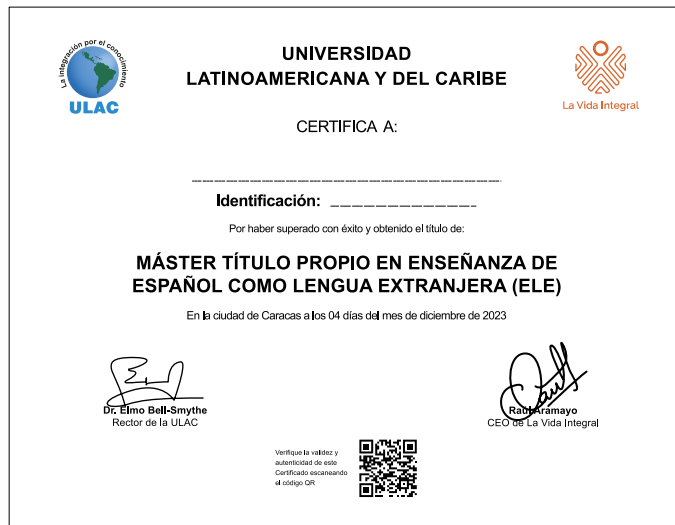 La integración por el conocimiento
ULAC
UNIVERSIDAD
LATINOAMERICANA Y DEL CARIBE
La Vida Integral
CERTIFICA A:
Identificación:
Por haber superado con éxito y obtenido el título de:
MÁSTER TÍTULO PROPIO EN ENSEÑANZA DE
ESPAÑOL COMO LENGUA EXTRANJERA (ELE)
En la ciudad de Caracas a los 04 días del mes de diciembre de 2023
Dr. Elmo Bell-Smythe
Rector de la ULAC
Raúl Aramayo
CEO de La Vida Integral
Verifique la validez y
autenticidad de este
Certificado escaneando
el código QR